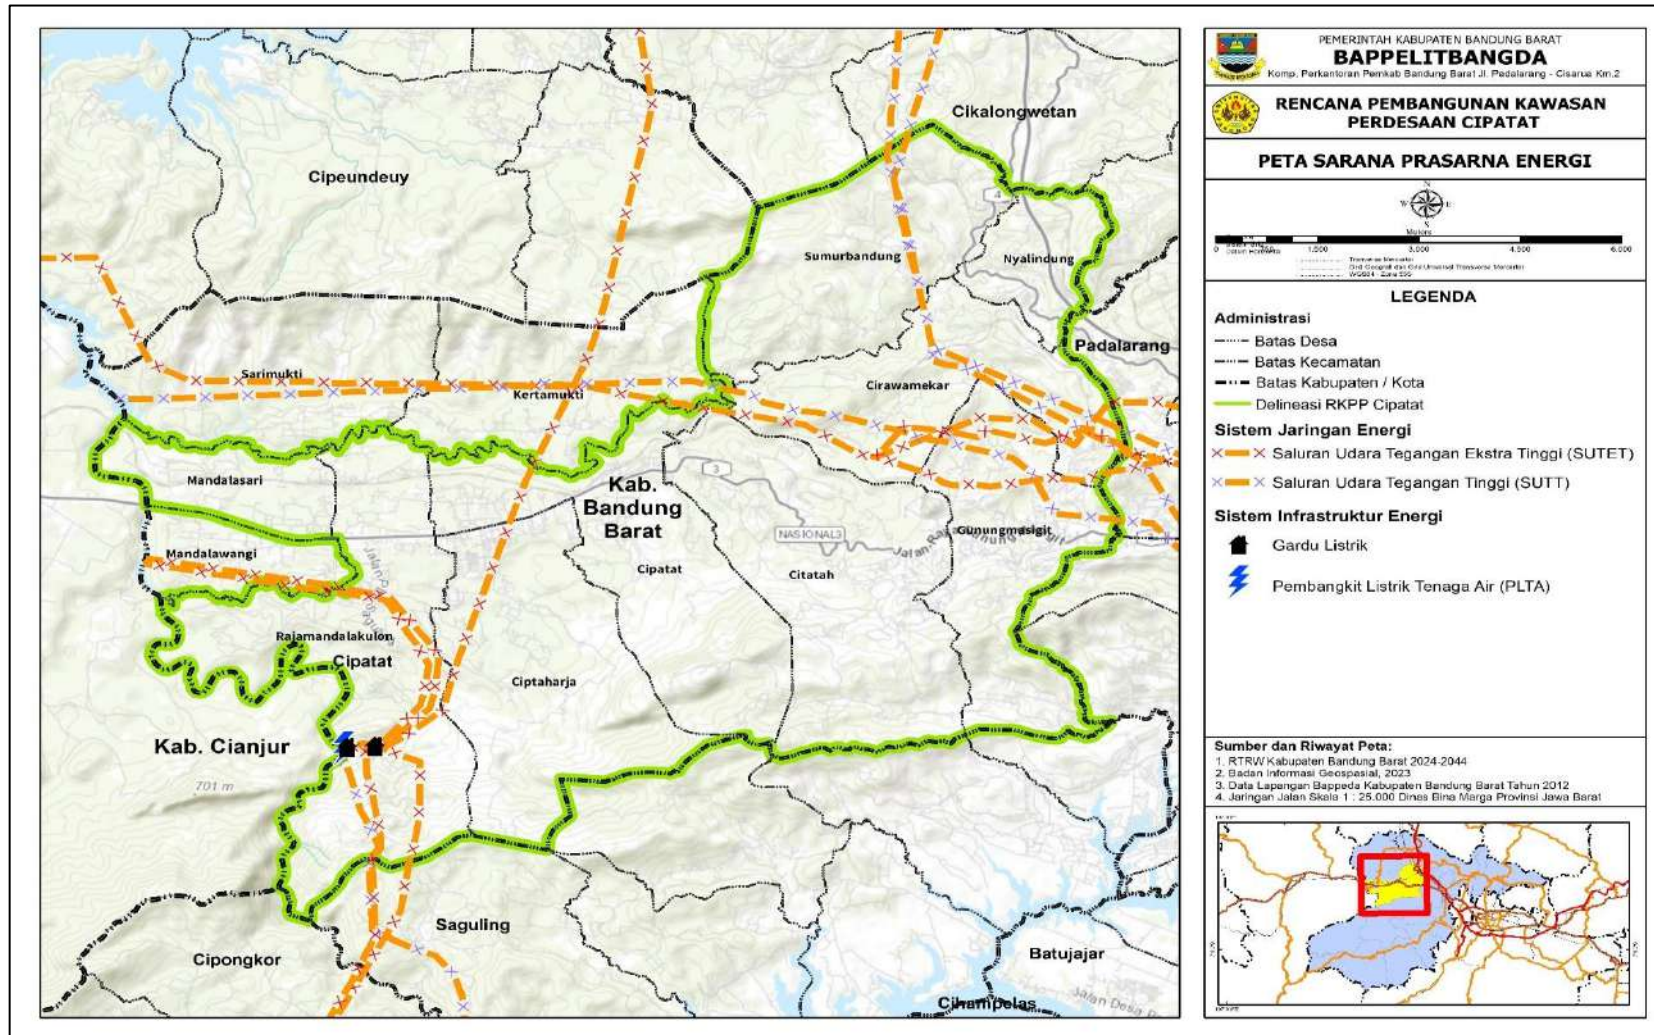 Cikalongwetan
Cipeundeuy
4
Sumurbandung
Nyalindung
Padalarang
Sarimukti
Kertamukti
Cirawamekar
Mandalasari
3
Kab.
Bandung
Barat
NASIONAL3
Gunungmasigit
Mandalawangi
Cipatat
Citatah
Rajamandalakulon
Cipatat
Ciptaharja
Kab. Cianjur
701 m
Saguling
Cipongkor
Batujajar
Cihampelas
Jalan Desa
PEMERINTAH KABUPATEN BANDUNG BARAT
BAPPELITBANGDA
Komp. Perkantoran Pemkab Bandung Barat Jl. Padalarang - Cisarua Km.2
RENCANA PEMBANGUNAN KAWASAN
PERDESAAN CIPATAT
PETA SARANA PRASARNA ENERGI
N
W E
S
Meters
0 1.500 3.000 4.500 6.000
LEGENDA
Administrasi
Batas Desa
Batas Kecamatan
Batas Kabupaten / Kota
Delineasi RKPP Cipatat
Sistem Jaringan Energi
Saluran Udara Tegangan Ekstra Tinggi (SUTET)
Saluran Udara Tegangan Tinggi (SUTT)
Sistem Infrastruktur Energi
Gardu Listrik
Pembangkit Listrik Tenaga Air (PLTA)
Sumber dan Riwayat Peta:
1. RTRW Kabupaten Bandung Barat 2024-2044
2. Badan Informasi Geospasial, 2023
3. Data Lapangan Bappeda Kabupaten Bandung Barat Tahun 2012
4. Jaringan Jalan Skala 1 : 25.000 Dinas Bina Marga Provinsi Jawa Barat